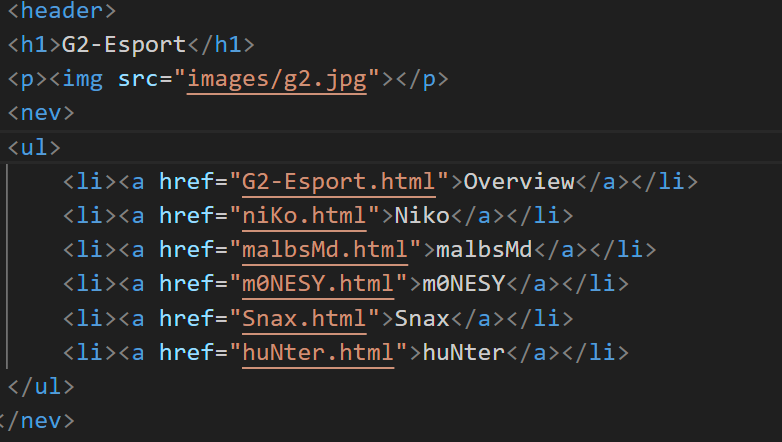 <header>
<h1>G2-Esport</h1>
<p><img src="images/g2.jpg"></p>
<nev>
<ul>
<li><a href="G2-Esport.html">Overview</a></li>
<li><a href="niKo.html">Niko</a></li>
<li><a href="malbsMd.html">malbsMd</a></li>
<li><a href="m0NESY.html">m0NESY</a></li>
<li><a href="Snax.html">Snax</a></li>
<li><a href="huNter.html">huNter</a></li>
</ul>
</nev>